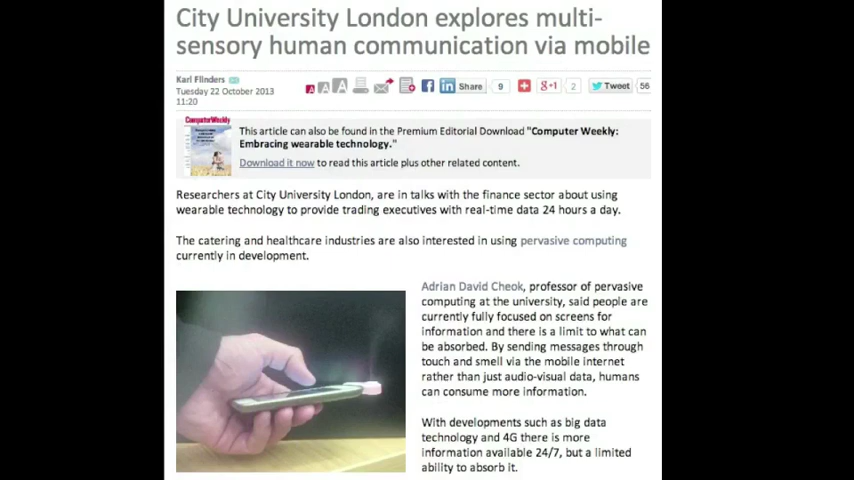 City University London explores multi-
sensory human communication via mobile
Karl Flinders
Tuesday 22 October 2013
11:20
A A A Share 9 g+1 2 Tweet 56
ComputerWeekly
This article can also be found in the Premium Editorial Download "Computer Weekly:
Embracing wearable technology."
Download it now to read this article plus other related content.
Researchers at City University London, are in talks with the finance sector about using
wearable technology to provide trading executives with real-time data 24 hours a day.
The catering and healthcare industries are also interested in using pervasive computing
currently in development.
Adrian David Cheok, professor of pervasive
computing at the university, said people are
currently fully focused on screens for
information and there is a limit to what can
be absorbed. By sending messages through
touch and smell via the mobile internet
rather than just audio-visual data, humans
can consume more information.
With developments such as big data
technology and 4G there is more
information available 24/7, but a limited
ability to absorb it.